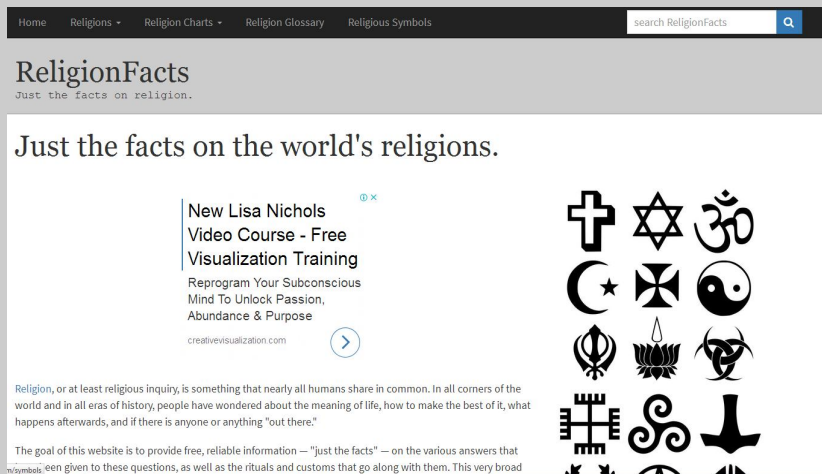 Home Religions Religion Charts Religion Glossary Religious Symbols search ReligionFacts
ReligionFacts
Just the facts on religion.
Just the facts on the world's religions.
New Lisa Nichols
Video Course - Free
Visualization Training
Reprogram Your Subconscious
Mind To Unlock Passion,
Abundance & Purpose
creativevisualization.com
Religion, or at least religious inquiry, is something that nearly all humans share in common. In all corners of the
world and in all eras of history, people have wondered about the meaning of life, how to make the best of it, what
happens afterwards, and if there is anyone or anything "out there."
The goal of this website is to provide free, reliable information — "just the facts" — on the various answers that
een given to these questions, as well as the rituals and customs that go along with them. This very broad
m/symbols